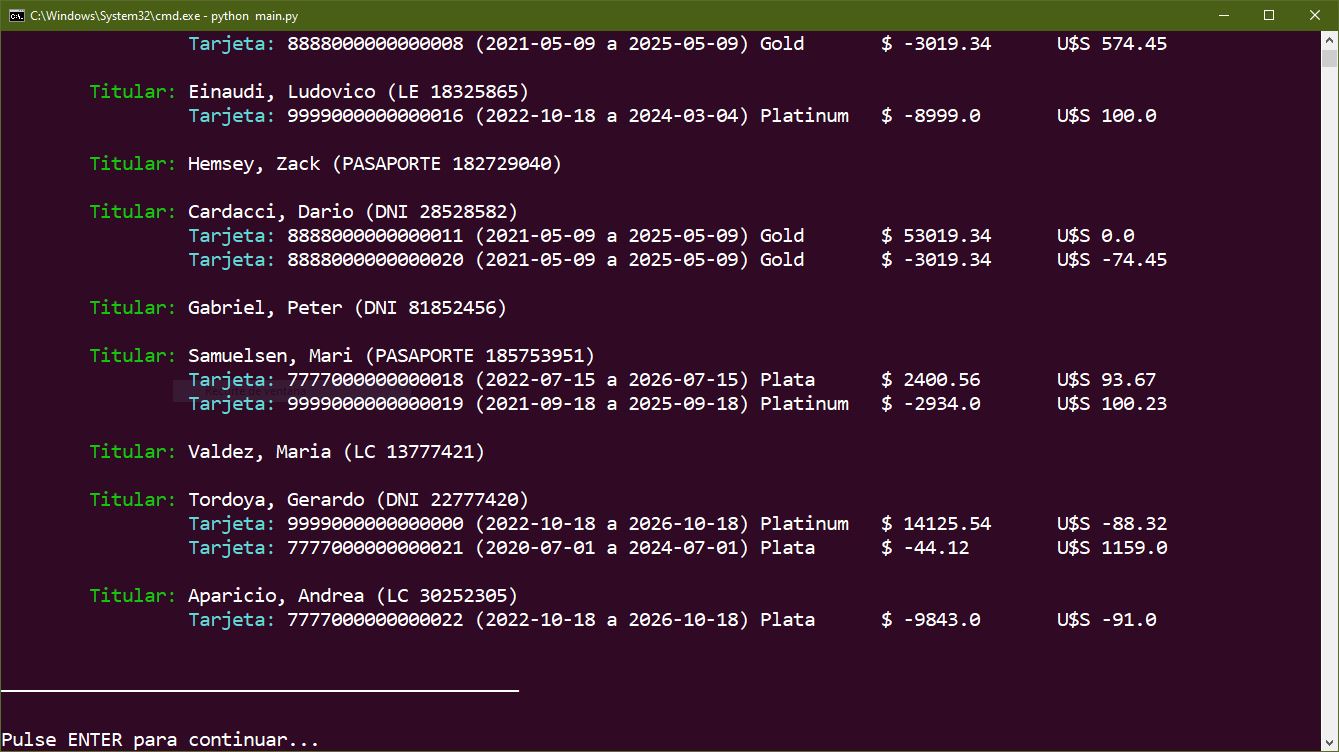 C:\Windows\System32\cmd.exe - python  main.py
Tarjeta: 8888000000000008 (2021-05-09 a 2025-05-09) Gold $ -3019.34 U$S 574.45
Titular: Einaudi, Ludovico (LE 18325865)
Tarjeta: 9999000000000016 (2022-10-18 a 2024-03-04) Platinum $ -8999.0 U$S 100.0
Titular: Hemsey, Zack (PASAPORTE 182729040)
Titular: Cardacci, Dario (DNI 28528582)
Tarjeta: 8888000000000011 (2021-05-09 a 2025-05-09) Gold $ 53019.34 U$S 0.0
Tarjeta: 8888000000000020 (2021-05-09 a 2025-05-09) Gold $ -3019.34 U$S -74.45
Titular: Gabriel, Peter (DNI 81852456)
Titular: Samuelsen, Mari (PASAPORTE 185753951)
Tarjeta: 7777000000000018 (2022-07-15 a 2026-07-15) Plata $ 2400.56 U$S 93.67
Tarjeta: 9999000000000019 (2021-09-18 a 2025-09-18) Platinum $ -2934.0 U$S 100.23
Titular: Valdez, Maria (LC 13777421)
Titular: Tordoya, Gerardo (DNI 22777420)
Tarjeta: 9999000000000000 (2022-10-18 a 2026-10-18) Platinum $ 14125.54 U$S -88.32
Tarjeta: 7777000000000021 (2020-07-01 a 2024-07-01) Plata $ -44.12 U$S 1159.0
Titular: Aparicio, Andrea (LC 30252305)
Tarjeta: 7777000000000022 (2022-10-18 a 2026-10-18) Plata $ -9843.0 U$S -91.0
Pulse ENTER para continuar...